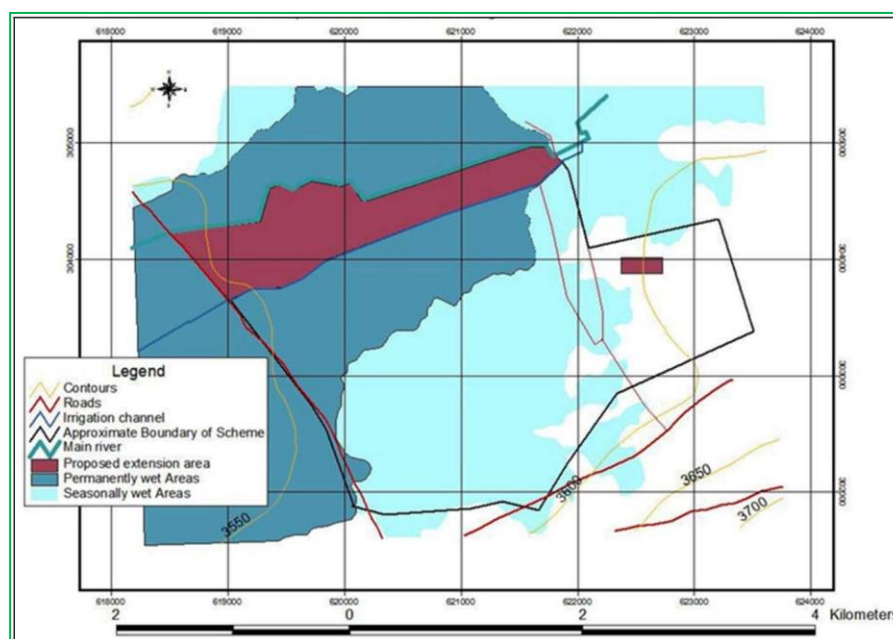 618000 619000 620000 621000 622000 623000 624000
305000
304000
Legend
Contours
Roads
Irrigation channel
Approximate Boundary of Scheme
Main river
Proposed extension area
Permanently wet Areas
Seasonally wet Areas
3550
3600
3650
3700
618000 619000 620000 621000 622000 623000 624000
2 0 2 4 Kilometers